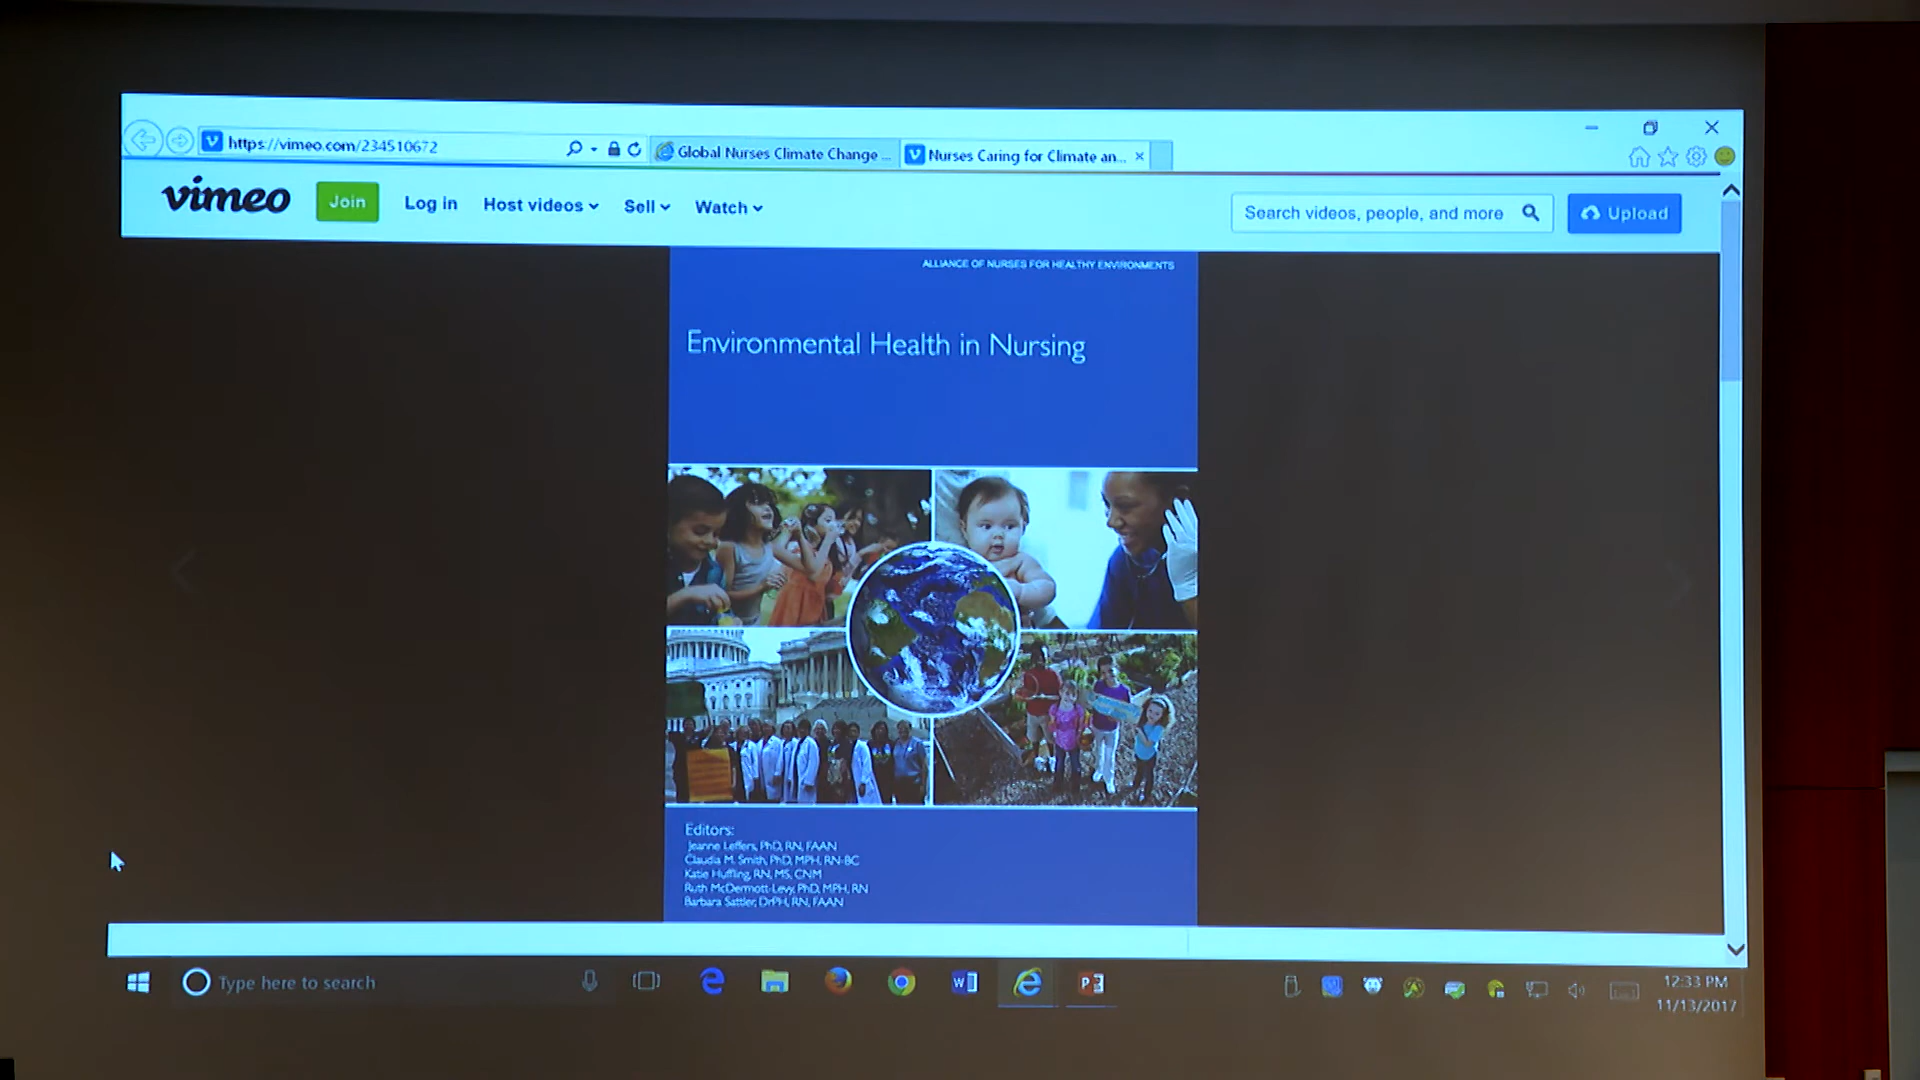 https://vimeo.com/234510672
Global Nurses Climate Change ...
Nurses Caring for Climate an...
vimeo
Join
Log in
Host videos
Sell
Watch
Search videos, people, and more
Upload
ALLIANCE OF NURSES FOR HEALTHY ENVIRONMENTS
Environmental Health in Nursing
Editors:
Jeanne Leffers, PhD, RN, FAAN
Claudia M. Smith, PhD, MPH, RN-BC
Katie Huffling, RN, MS, CNM
Ruth McDermott-Levy, PhD, MPH, RN
Barbara Sattler, DrPH, RN, FAAN
Type here to search
12:33 PM
11/13/2017